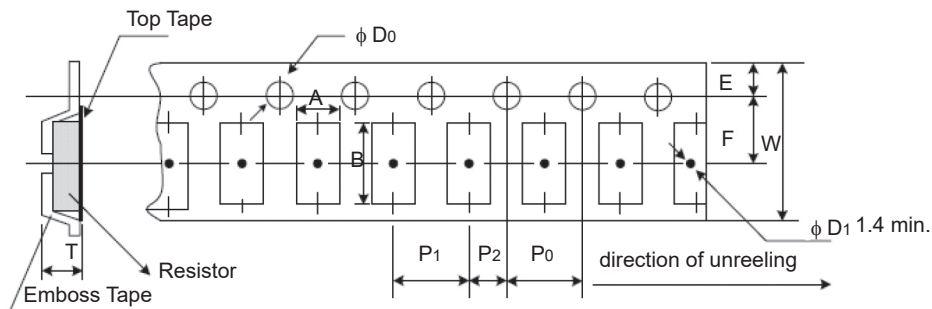 Top Tape
ϕ D0
A
E
F
W
B
ϕ D1 1.4 min.
T
P1
P2
P0
direction of unreeling
Resistor
Emboss Tape